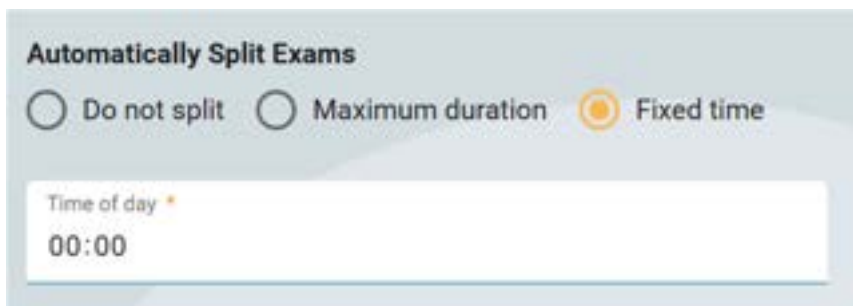 Automatically Split Exams
Do not split Maximum duration Fixed time
Time of day *
00:00